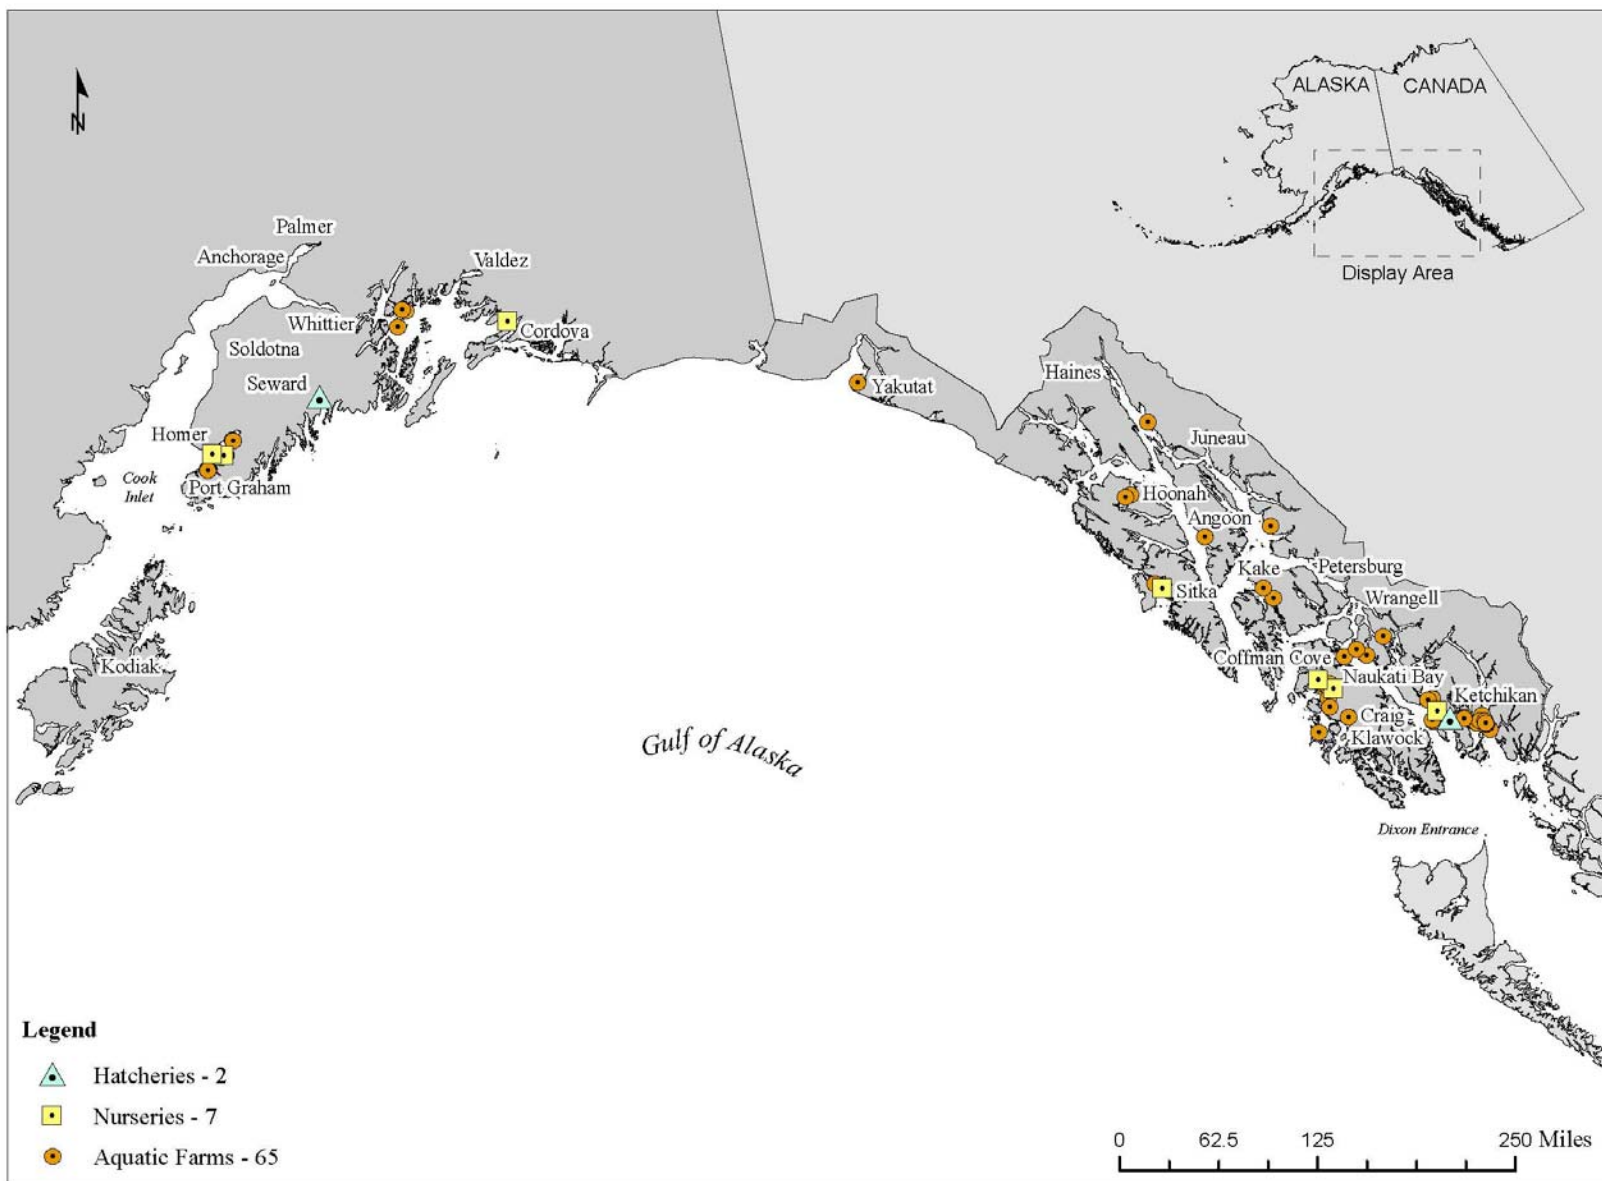 N
ALASKA
CANADA
Display Area
Palmer
Anchorage
Valdez
Whittier
Cordova
Soldotna
Seward
Homer
Cook
Inlet
Port Graham
Kodiak
Yakutat
Haines
Juneau
Hoonah
Angoon
Kake
Petersburg
Sitka
Wrangell
Coffman Cove
Naukati Bay
Ketchikan
Craig
Klawock
Gulf of Alaska
Dixon Entrance
Legend
Hatcheries - 2
Nurseries - 7
Aquatic Farms - 65
0 62.5 125 250 Miles